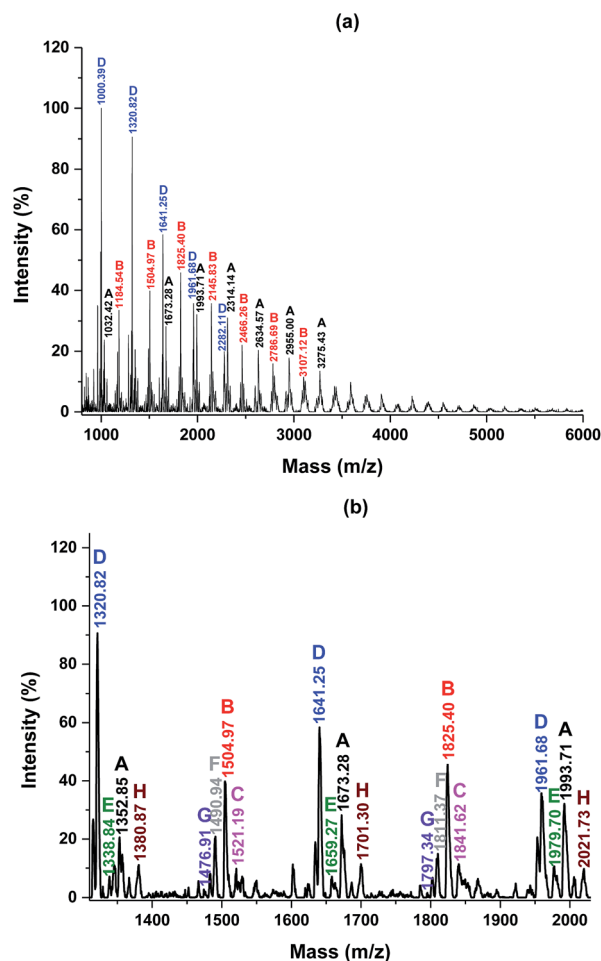 (a)
Intensity (%)
120
100
80
60
40
20
0
1000.39 D
1320.82 D
1032.42 A
1184.54 B
1504.97 B
1641.25 D
1673.28 A
1825.40 B
1961.68 D
1993.71 A
2145.83 B
2282.11 D
2314.14 A
2466.26 B
2634.57 A
2786.69 B
2955.00 A
3107.12 B
3275.43 A
1000 2000 3000 4000 5000 6000
Mass (m/z)
(b)
Intensity (%)
120
100
80
60
40
20
0
D 1320.82
E 1338.84
A 1352.85
H 1380.87
G 1476.91
F 1490.94
B 1504.97
C 1521.19
D 1641.25
E 1659.27
A 1673.28
H 1701.30
G 1797.34
F 1811.37
B 1825.40
C 1841.62
D 1961.68
E 1979.70
A 1993.71
H 2021.73
1400 1500 1600 1700 1800 1900 2000
Mass (m/z)